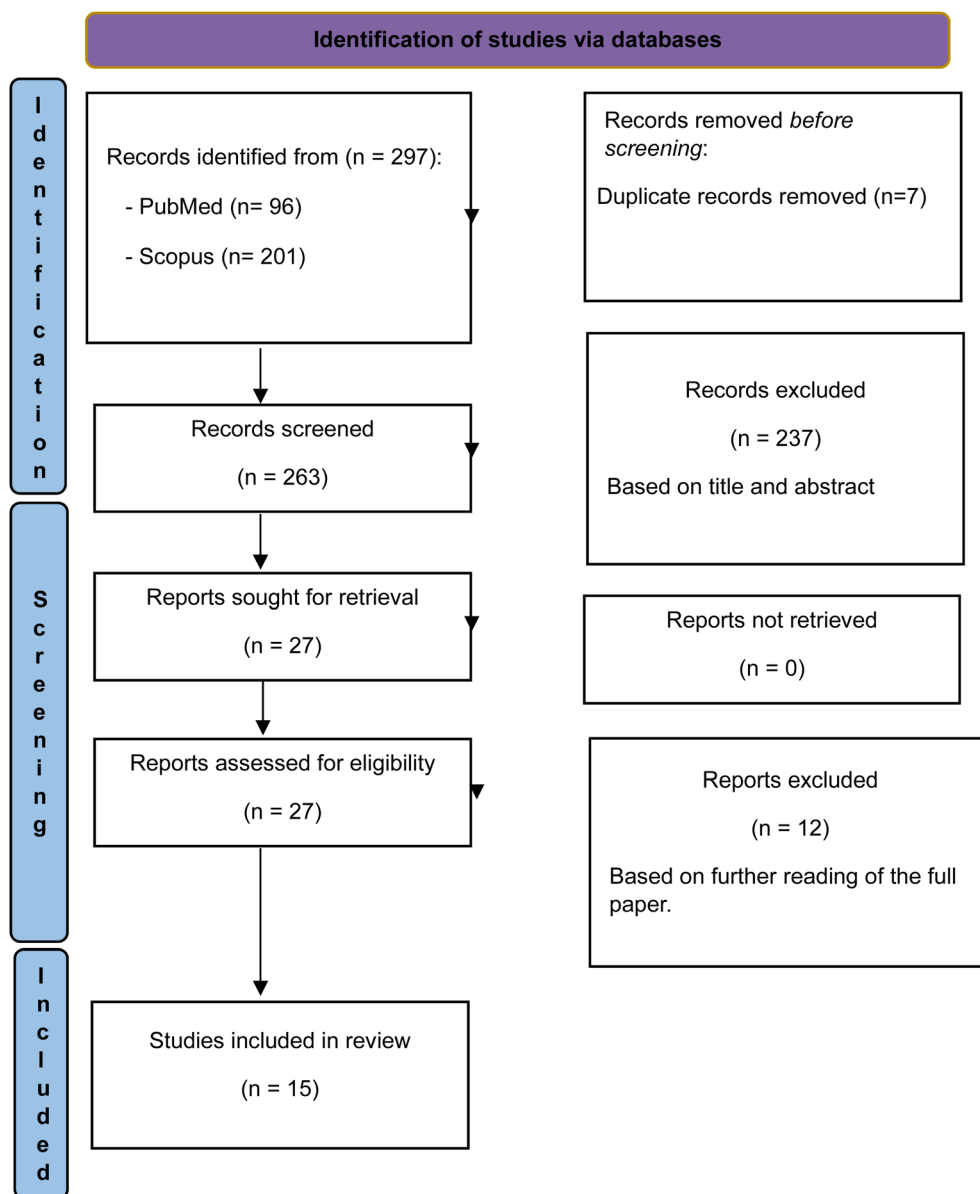 Identification of studies via databases
Identification
Records identified from (n = 297):
- PubMed (n= 96)
- Scopus (n= 201)
Records removed before
screening:
Duplicate records removed (n=7)
Records screened
(n = 263)
Records excluded
(n = 237)
Based on title and abstract
Screening
Reports sought for retrieval
(n = 27)
Reports not retrieved
(n = 0)
Reports assessed for eligibility
(n = 27)
Reports excluded
(n = 12)
Based on further reading of the full
paper.
Included
Studies included in review
(n = 15)